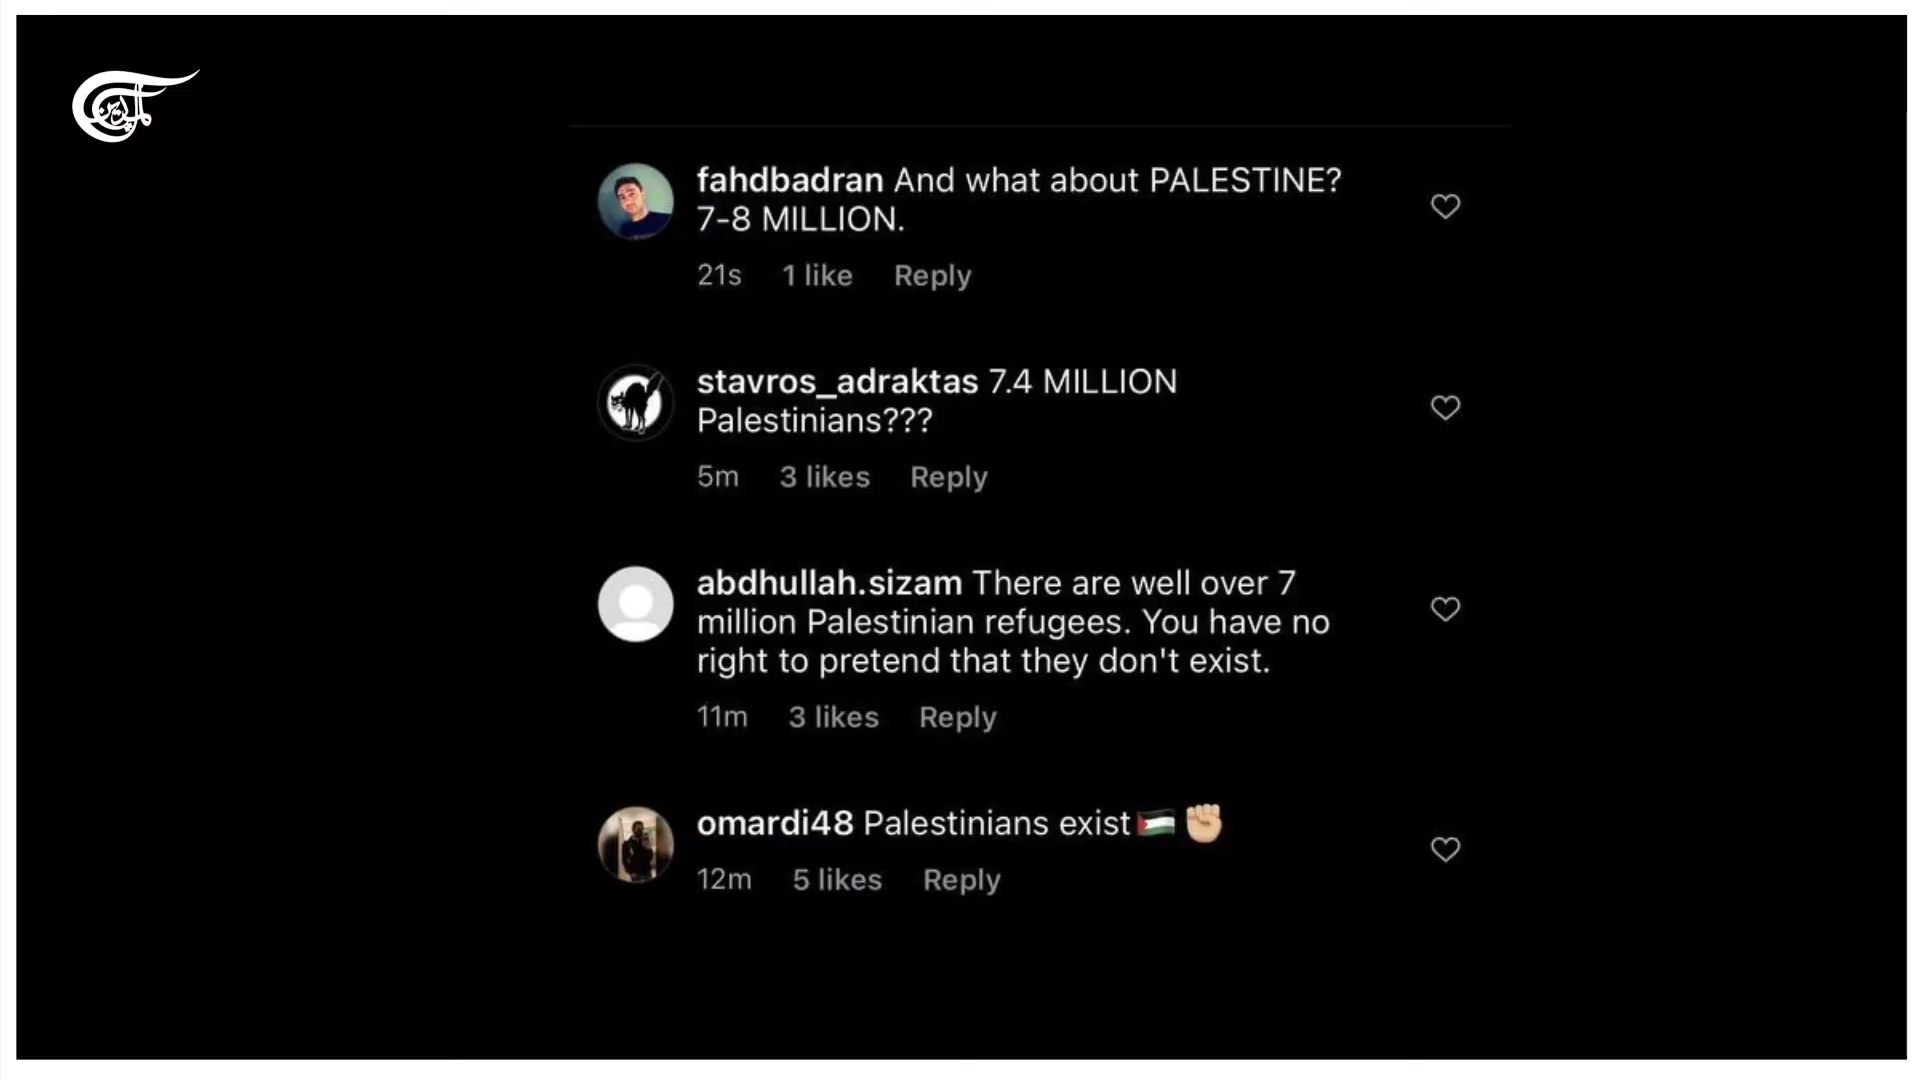 الميادين
fahdbadran And what about PALESTINE?
7-8 MILLION.
21s 1 like Reply
stavros_adraktas 7.4 MILLION
Palestinians???
5m 3 likes Reply
abdhullah.sizam There are well over 7
million Palestinian refugees. You have no
right to pretend that they don't exist.
11m 3 likes Reply
omardi48 Palestinians exist🇵🇸✊🏼
12m 5 likes Reply